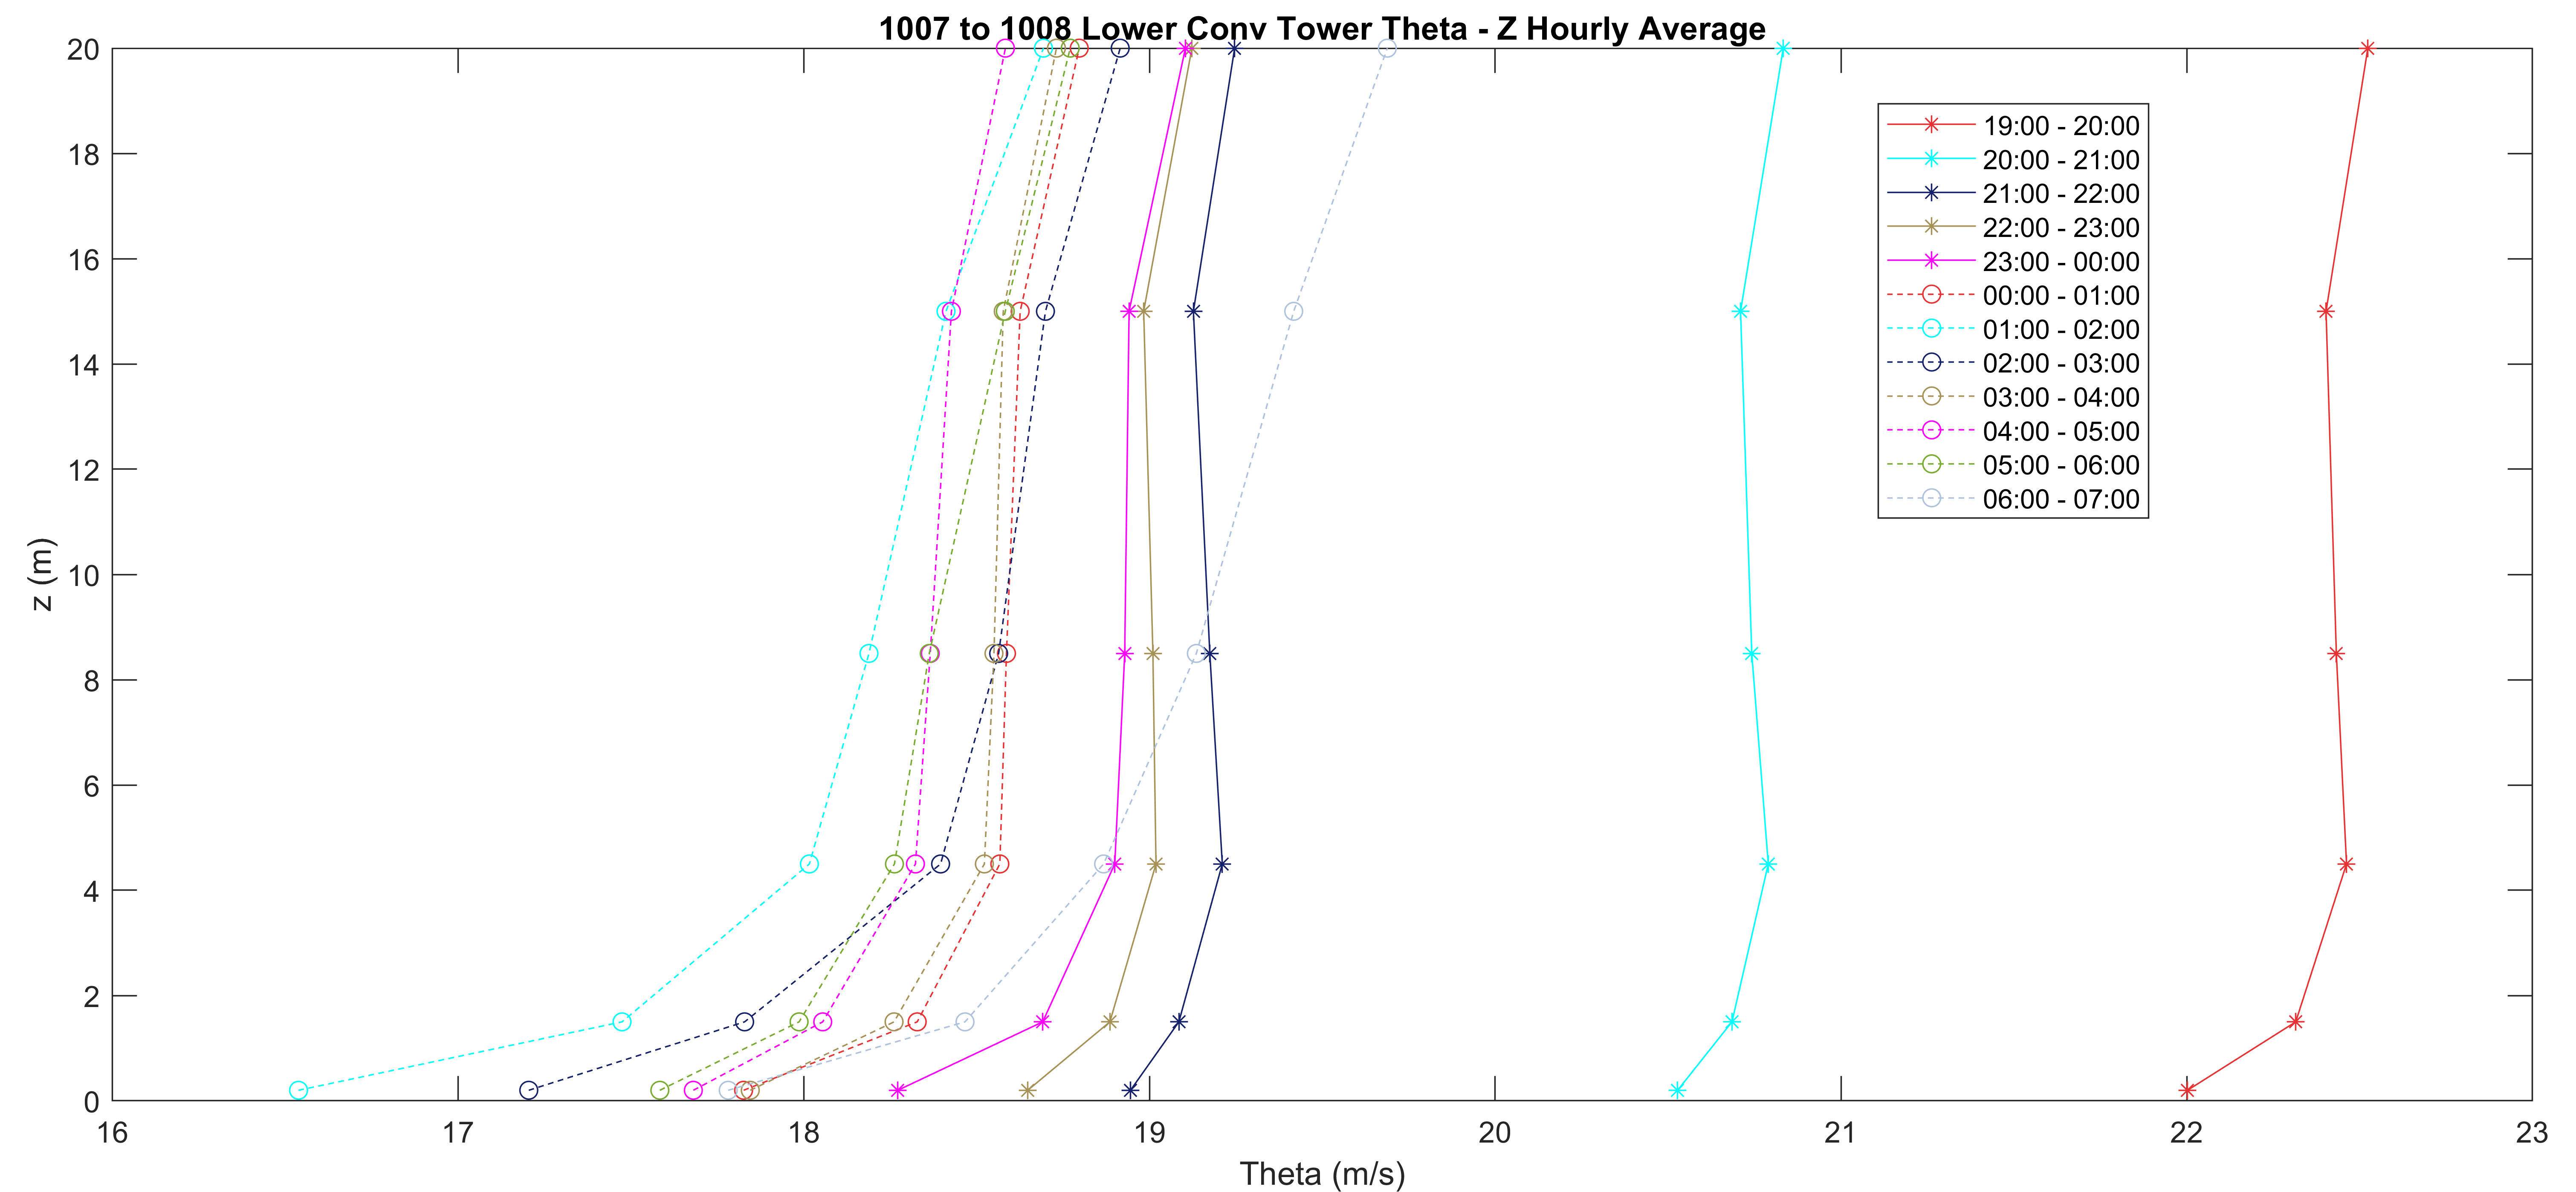 1007 to 1008 Lower Conv Tower Theta - Z Hourly Average
20
18
16
14
12
10
8
6
4
2
0
z (m)
19:00 - 20:00
20:00 - 21:00
21:00 - 22:00
22:00 - 23:00
23:00 - 00:00
00:00 - 01:00
01:00 - 02:00
02:00 - 03:00
03:00 - 04:00
04:00 - 05:00
05:00 - 06:00
06:00 - 07:00
16 17 18 19 20 21 22 23
Theta (m/s)